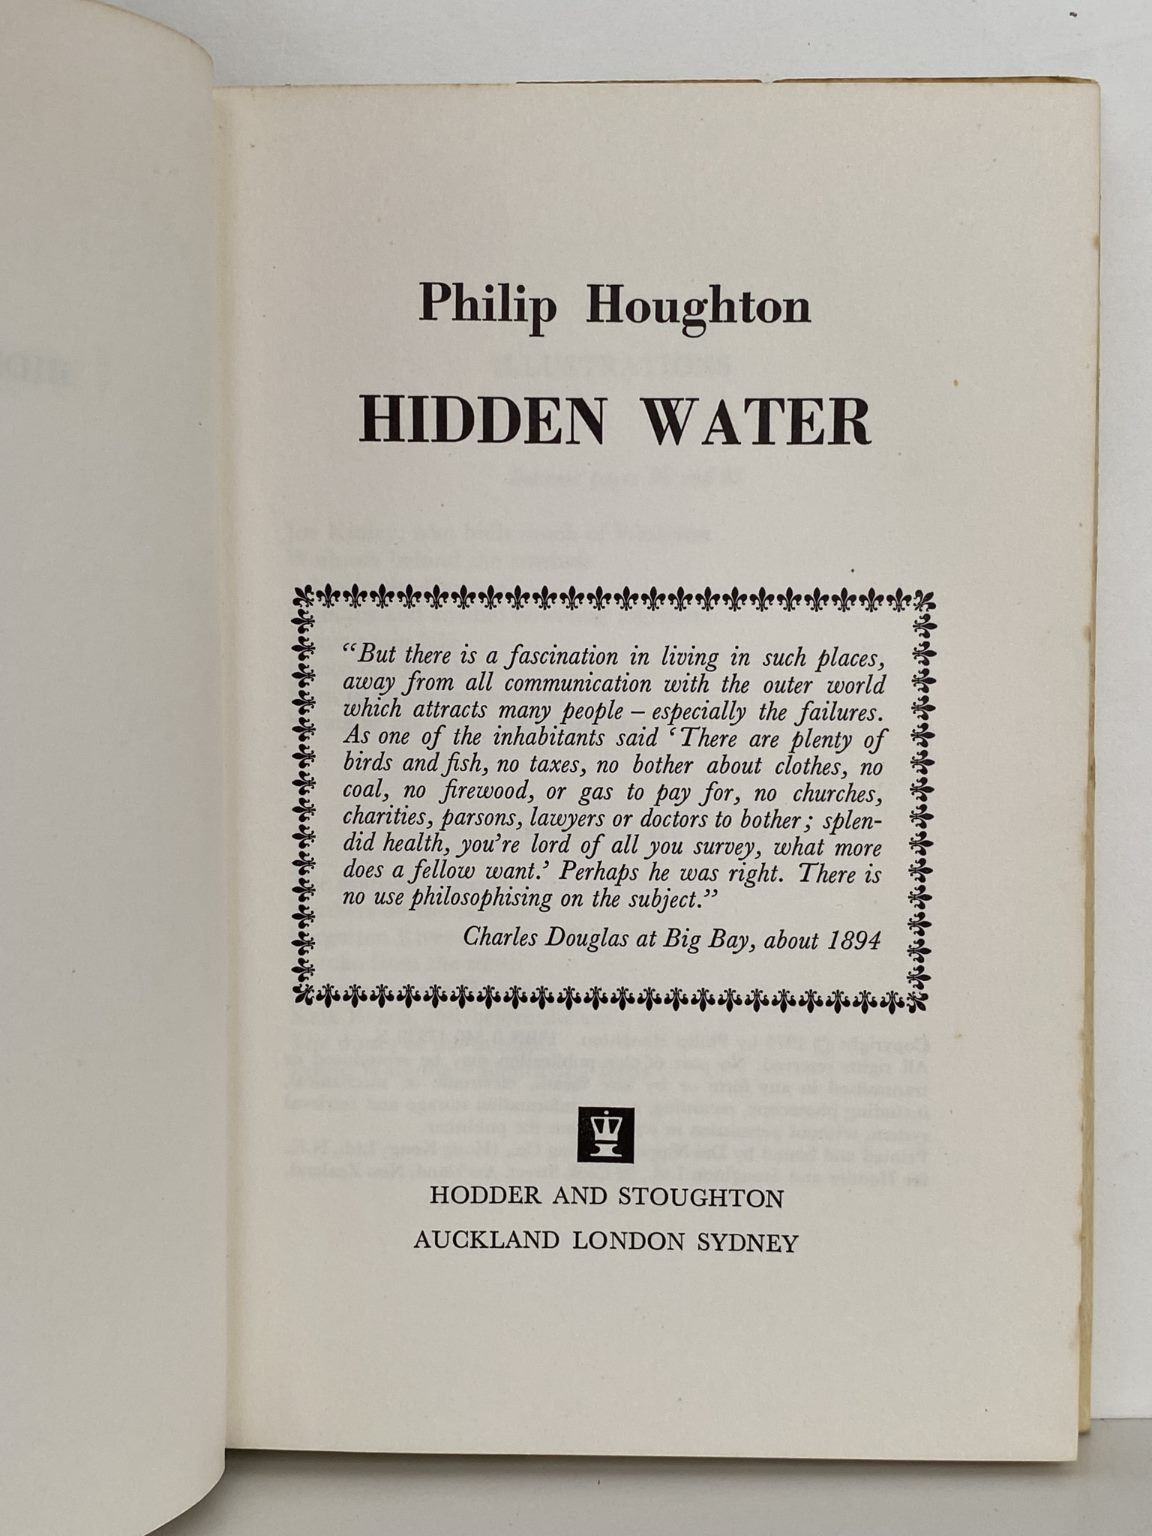 Philip Houghton
HIDDEN WATER
“But there is a fascination in living in such places,
away from all communication with the outer world
which attracts many people – especially the failures.
As one of the inhabitants said ‘There are plenty of
birds and fish, no taxes, no bother about clothes, no
coal, no firewood, or gas to pay for, no churches,
charities, parsons, lawyers or doctors to bother; splen-
did health, you’re lord of all you survey, what more
does a fellow want.’ Perhaps he was right. There is
no use philosophising on the subject.”
Charles Douglas at Big Bay, about 1894
HODDER AND STOUGHTON
AUCKLAND LONDON SYDNEY